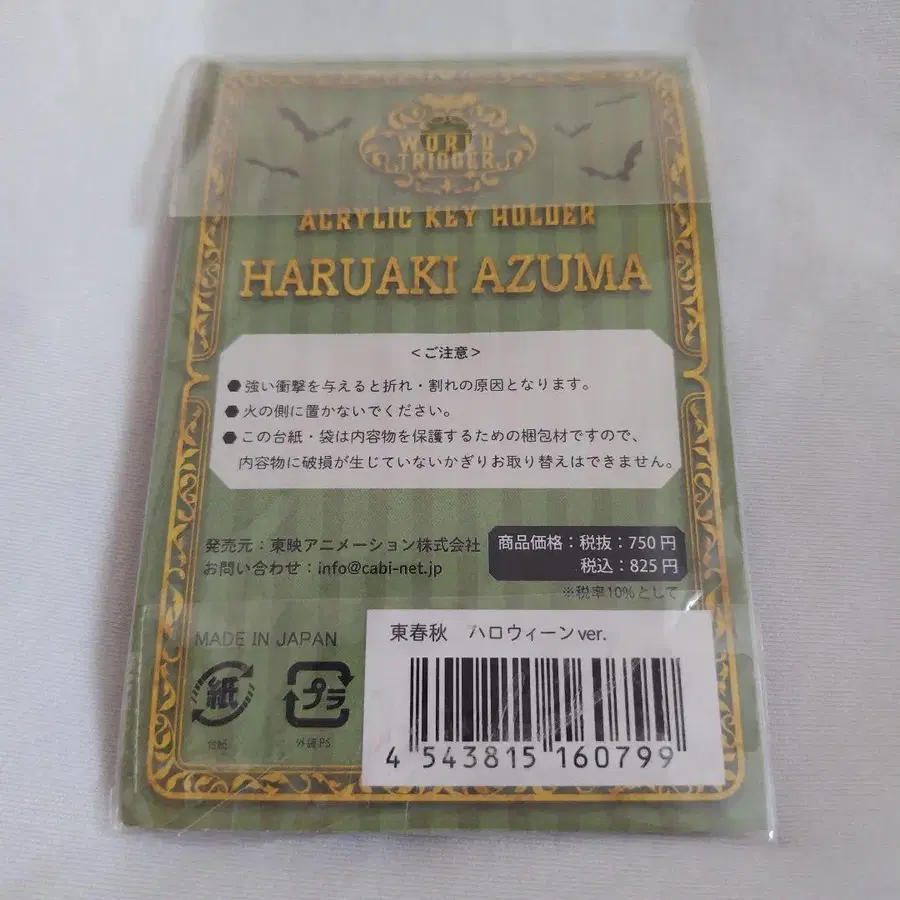 WORLD
TRIGGER
ACRYLIC KEY HOLDER
HARUAKI AZUMA
<ご注意>
●強い衝撃を与えると折れ・割れの原因となります。
●火の側に置かないでください。
●この台紙・袋は内容物を保護するための梱包材ですので、
内容物に破損が生じていないかぎりお取り替えはできません。
発売元：東映アニメーション株式会社
お問い合わせ：info@cabi-net.jp
商品価格：税抜：750円
税込：825円
※税率10%として
MADE IN JAPAN
紙
プラ
台紙
外袋PS
東春秋 ハロウィーンver.
4 543815 160799